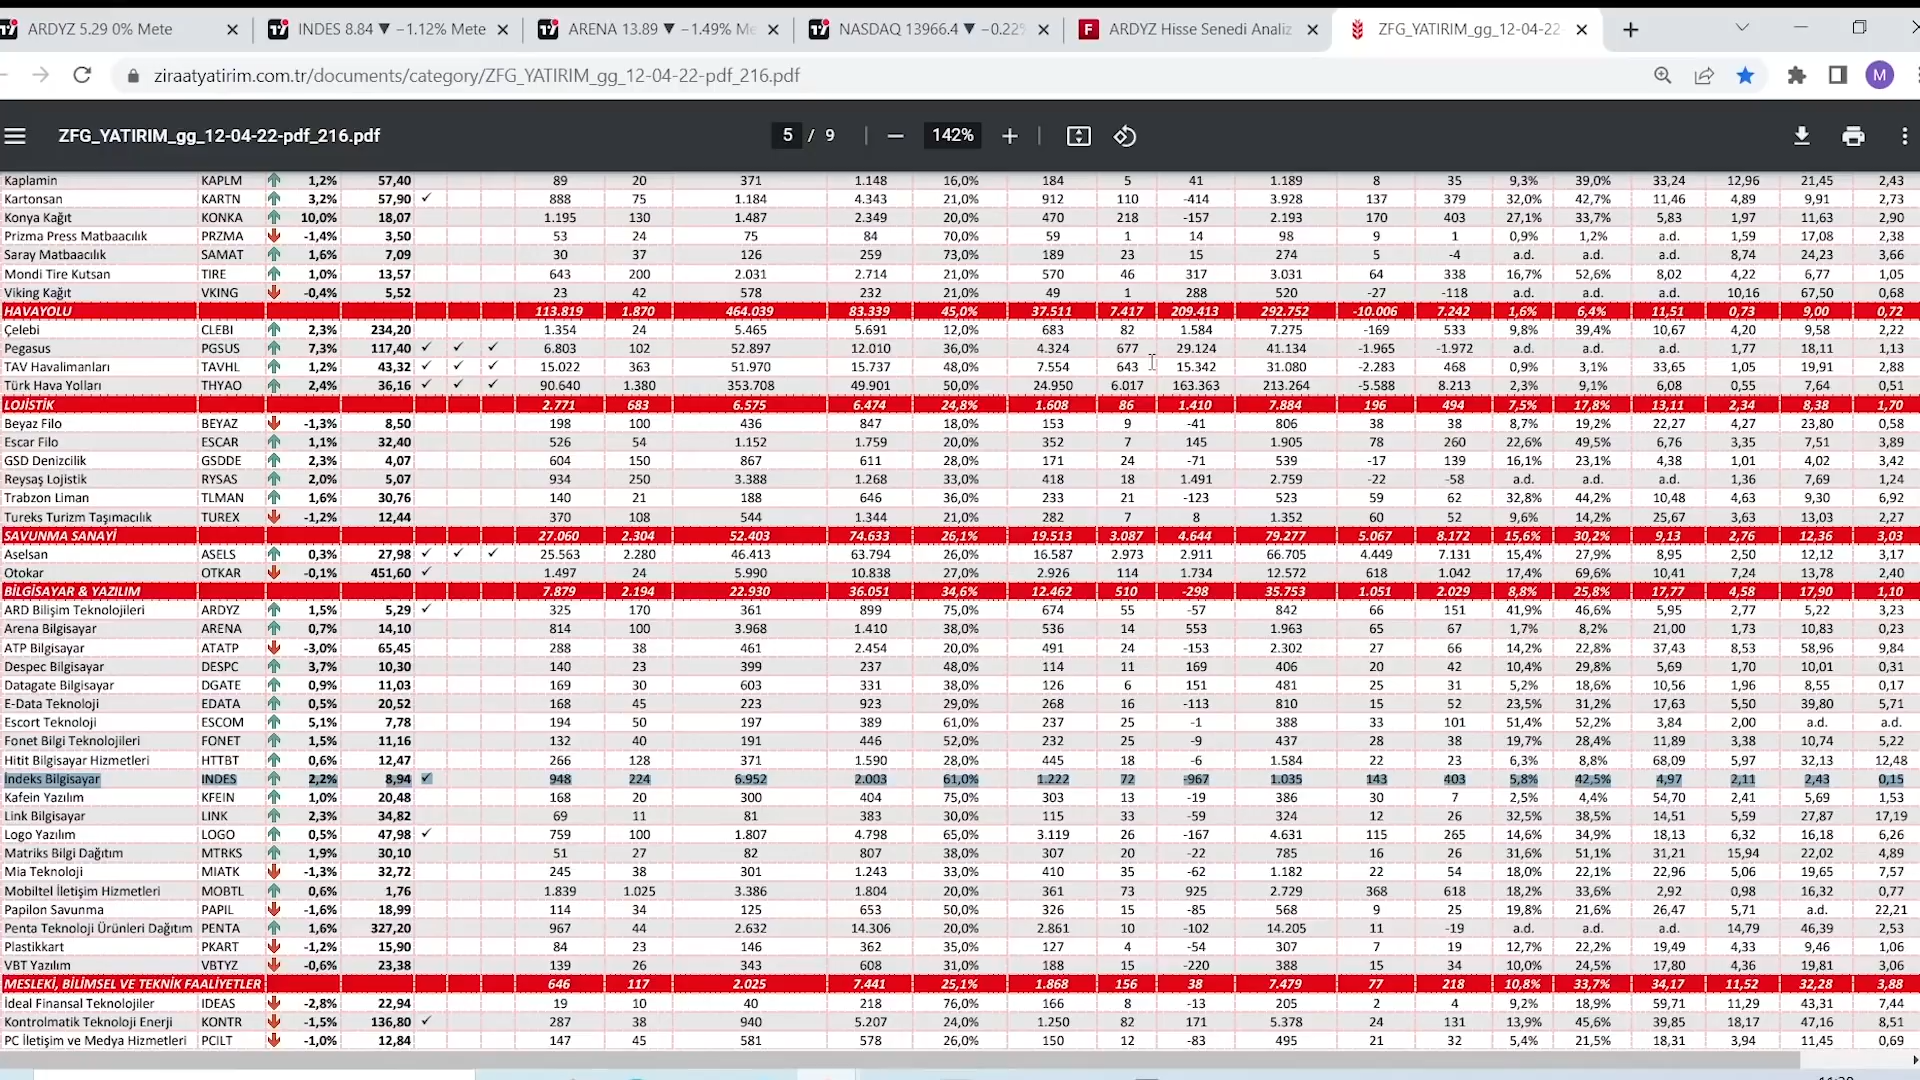 ARDYZ 5.29 0% Mete
INDES 8.84 ▼ −1.12% Mete
ARENA 13.89 ▼ −1.49% Me
NASDAQ 13966.4 ▼ −0.22%
ARDYZ Hisse Senedi Analiz
ZFG_YATIRIM_gg_12-04-22
ziraatyatirim.com.tr/documents/category/ZFG_YATIRIM_gg_12-04-22-pdf_216.pdf
M
ZFG_YATIRIM_gg_12-04-22-pdf_216.pdf
5 / 9
142%
Kaplamin KAPLM 1,2% 57,40 89 20 371 1.148 16,0% 184 5 41 1.189 8 35 9,3% 39,0% 33,24 12,96 21,45 2,43
Kartonsan KARTN 3,2% 57,90 ✓ 888 75 1.184 4.343 21,0% 912 110 -414 3.928 137 379 32,0% 42,7% 11,46 4,89 9,91 2,73
Konya Kağıt KONKA 10,0% 18,07 1.195 130 1.487 2.349 20,0% 470 218 -157 2.193 170 403 27,1% 33,7% 5,83 1,97 11,63 2,90
Prizma Press Matbaacılık PRZMA -1,4% 3,50 53 24 75 84 70,0% 59 1 14 98 9 1 0,9% 1,2% a.d. 1,59 17,08 2,38
Saray Matbaacılık SAMAT 1,6% 7,09 30 37 126 259 73,0% 189 23 15 274 5 -4 a.d. a.d. a.d. 8,74 24,23 3,66
Mondi Tire Kutsan TIRE 1,0% 13,57 643 200 2.031 2.714 21,0% 570 46 317 3.031 64 338 16,7% 52,6% 8,02 4,22 6,77 1,05
Viking Kağıt VKING -0,4% 5,52 23 42 578 232 21,0% 49 1 288 520 -27 -118 a.d. a.d. a.d. 10,16 67,50 0,68
HAVAYOLU 113.819 1.870 464.039 83.339 45,0% 37.511 7.417 209.413 292.752 -10.006 7.242 1,6% 6,4% 11,51 0,73 9,00 0,72
Çelebi CLEBI 2,3% 234,20 1.354 24 5.465 5.691 12,0% 683 82 1.584 7.275 -169 533 9,8% 39,4% 10,67 4,20 9,58 2,22
Pegasus PGSUS 7,3% 117,40 ✓ ✓ ✓ 6.803 102 52.897 12.010 36,0% 4.324 677 29.124 41.134 -1.965 -1.972 a.d. a.d. a.d. 1,77 18,11 1,13
TAV Havalimanları TAVHL 1,2% 43,32 ✓ ✓ ✓ 15.022 363 51.970 15.737 48,0% 7.554 643 15.342 31.080 -2.283 468 0,9% 3,1% 33,65 1,05 19,91 2,88
Türk Hava Yolları THYAO 2,4% 36,16 ✓ ✓ ✓ 90.640 1.380 353.708 49.901 50,0% 24.950 6.017 163.363 213.264 -5.588 8.213 2,3% 9,1% 6,08 0,55 7,64 0,51
LOJİSTİK 2.771 683 6.575 6.474 24,8% 1.608 86 1.410 7.884 196 494 7,5% 17,8% 13,11 2,34 8,38 1,70
Beyaz Filo BEYAZ -1,3% 8,50 198 100 436 847 18,0% 153 9 -41 806 38 38 8,7% 19,2% 22,27 4,27 23,80 0,58
Escar Filo ESCAR 1,1% 32,40 526 54 1.152 1.759 20,0% 352 7 145 1.905 78 260 22,6% 49,5% 6,76 3,35 7,51 3,89
GSD Denizcilik GSDDE 2,3% 4,07 604 150 867 611 28,0% 171 24 -71 539 -17 139 16,1% 23,1% 4,38 1,01 4,02 3,42
Reysaş Lojistik RYSAS 2,0% 5,07 934 250 3.388 1.268 33,0% 418 18 1.491 2.759 -22 -58 a.d. a.d. a.d. 1,36 7,69 1,24
Trabzon Liman TLMAN 1,6% 30,76 140 21 188 646 36,0% 233 21 -123 523 59 62 32,8% 44,2% 10,48 4,63 9,30 6,92
Tureks Turizm Taşımacılık TUREX -1,2% 12,44 370 108 544 1.344 21,0% 282 7 8 1.352 60 52 9,6% 14,2% 25,67 3,63 13,03 2,27
SAVUNMA SANAYİ 27.060 2.304 52.403 74.633 26,1% 19.513 3.087 4.644 79.277 5.067 8.172 15,6% 30,2% 9,13 2,76 12,36 3,03
Aselsan ASELS 0,3% 27,98 ✓ ✓ ✓ 25.563 2.280 46.413 63.794 26,0% 16.587 2.973 2.911 66.705 4.449 7.131 15,4% 27,9% 8,95 2,50 12,12 3,17
Otokar OTKAR -0,1% 451,60 ✓ 1.497 24 5.990 10.838 27,0% 2.926 114 1.734 12.572 618 1.042 17,4% 69,6% 10,41 7,24 13,78 2,40
BİLGİSAYAR & YAZILIM 7.879 2.194 22.930 36.051 34,6% 12.462 510 -298 35.753 1.051 2.029 8,8% 25,8% 17,77 4,58 17,90 1,10
ARD Bilişim Teknolojileri ARDYZ 1,5% 5,29 ✓ 325 170 361 899 75,0% 674 55 -57 842 66 151 41,9% 46,6% 5,95 2,77 5,22 3,23
Arena Bilgisayar ARENA 0,7% 14,10 814 100 3.968 1.410 38,0% 536 14 553 1.963 65 67 1,7% 8,2% 21,00 1,73 10,83 0,23
ATP Bilgisayar ATATP -3,0% 65,45 288 38 461 2.454 20,0% 491 24 -153 2.302 27 66 14,2% 22,8% 37,43 8,53 58,96 9,84
Despec Bilgisayar DESPC 3,7% 10,30 140 23 399 237 48,0% 114 11 169 406 20 42 10,4% 29,8% 5,69 1,70 10,01 0,31
Datagate Bilgisayar DGATE 0,9% 11,03 169 30 603 331 38,0% 126 6 151 481 25 31 5,2% 18,6% 10,56 1,96 8,55 0,17
E-Data Teknoloji EDATA 0,5% 20,52 168 45 223 923 29,0% 268 16 -113 810 15 52 23,5% 31,2% 17,63 5,50 39,80 5,71
Escort Teknoloji ESCOM 5,1% 7,78 194 50 197 389 61,0% 237 25 -1 388 33 101 51,4% 52,2% 3,84 2,00 a.d. a.d.
Fonet Bilgi Teknolojileri FONET 1,5% 11,16 132 40 191 446 52,0% 232 25 -9 437 28 38 19,7% 28,4% 11,89 3,38 10,74 5,22
Hitit Bilgisayar Hizmetleri HTTBT 0,6% 12,47 266 128 371 1.590 28,0% 445 18 -6 1.584 22 23 6,3% 8,8% 68,09 5,97 32,13 12,48
İndeks Bilgisayar INDES 2,2% 8,94 ✓ 948 224 6.952 2.003 61,0% 1.222 72 -967 1.035 143 403 5,8% 42,5% 4,97 2,11 2,43 0,15
Kafein Yazılım KFEIN 1,0% 20,48 168 20 300 404 75,0% 303 13 -19 386 30 7 2,5% 4,4% 54,70 2,41 5,69 1,53
Link Bilgisayar LINK 2,3% 34,82 69 11 81 383 30,0% 115 33 -59 324 12 26 32,5% 38,5% 14,51 5,59 27,87 17,19
Logo Yazılım LOGO 0,5% 47,98 ✓ 759 100 1.807 4.798 65,0% 3.119 26 -167 4.631 115 265 14,6% 34,9% 18,13 6,32 16,18 6,26
Matriks Bilgi Dağıtım MTRKS 1,9% 30,10 51 27 82 807 38,0% 307 20 -22 785 16 26 31,6% 51,1% 31,21 15,94 22,02 4,89
Mia Teknoloji MIATK -1,3% 32,72 245 38 301 1.243 33,0% 410 35 -62 1.182 22 54 18,0% 22,1% 22,96 5,06 19,65 7,57
Mobiltel İletişim Hizmetleri MOBTL 0,6% 1,76 1.839 1.025 3.386 1.804 20,0% 361 73 925 2.729 368 618 18,2% 33,6% 2,92 0,98 16,32 0,77
Papilon Savunma PAPIL -1,6% 18,99 114 34 125 653 50,0% 326 15 -85 568 9 25 19,8% 21,6% 26,47 5,71 a.d. 22,21
Penta Teknoloji Ürünleri Dağıtım PENTA 1,6% 327,20 967 44 2.632 14.306 20,0% 2.861 10 -102 14.205 11 -19 a.d. a.d. a.d. 14,79 46,39 2,53
Plastikkart PKART -1,2% 15,90 84 23 146 362 35,0% 127 4 -54 307 7 19 12,7% 22,2% 19,49 4,33 9,46 1,06
VBT Yazılım VBTYZ -0,6% 23,38 139 26 343 608 31,0% 188 15 -220 388 15 34 10,0% 24,5% 17,80 4,36 19,81 3,06
MESLEKİ, BİLİMSEL VE TEKNİK FAALİYETLER 646 117 2.025 7.441 25,1% 1.868 156 38 7.479 77 218 10,8% 33,7% 34,17 11,52 32,28 3,88
İdeal Finansal Teknolojiler IDEAS -2,8% 22,94 19 10 40 218 76,0% 166 8 -13 205 2 4 9,2% 18,9% 59,71 11,29 43,31 7,44
Kontrolmatik Teknoloji Enerji KONTR -1,5% 136,80 ✓ 287 38 940 5.207 24,0% 1.250 82 171 5.378 24 131 13,9% 45,6% 39,85 18,17 47,16 8,51
PC İletişim ve Medya Hizmetleri PCILT -1,0% 12,84 147 45 581 578 26,0% 150 12 -83 495 21 32 5,4% 21,5% 18,31 3,94 11,45 0,69